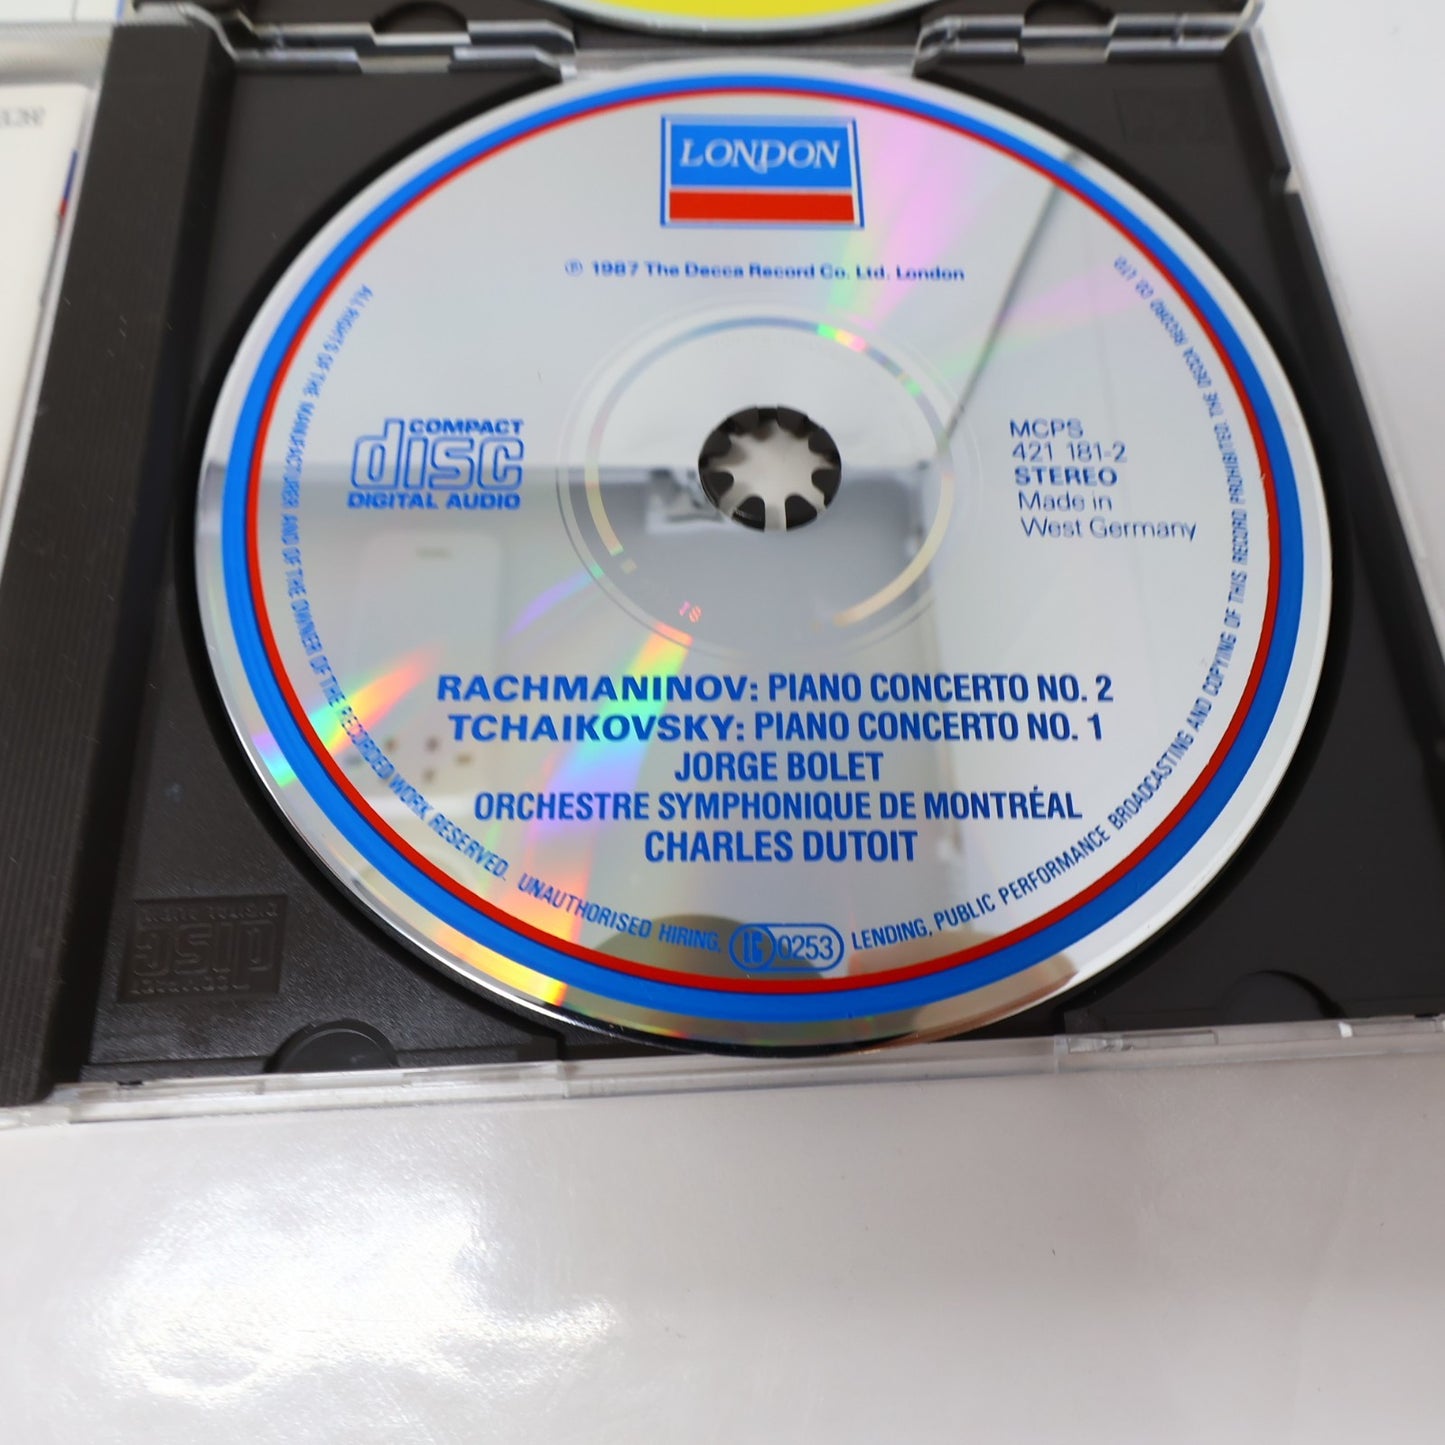 LONDON
℗ 1987 The Decca Record Co. Ltd. London
COMPACT
disc
DIGITAL AUDIO
MCPS
421 181-2
STEREO
Made in
West Germany
RACHMANINOV: PIANO CONCERTO NO. 2
TCHAIKOVSKY: PIANO CONCERTO NO. 1
JORGE BOLET
ORCHESTRE SYMPHONIQUE DE MONTRÉAL
CHARLES DUTOIT
ALL RIGHTS OF THE MANUFACTURER AND OF THE OWNER OF THE RECORDED WORK RESERVED. UNAUTHORISED HIRING, LENDING, PUBLIC PERFORMANCE BROADCASTING AND COPYING OF THIS RECORD PROHIBITED. THE DECCA RECORD CO. LTD.
0253